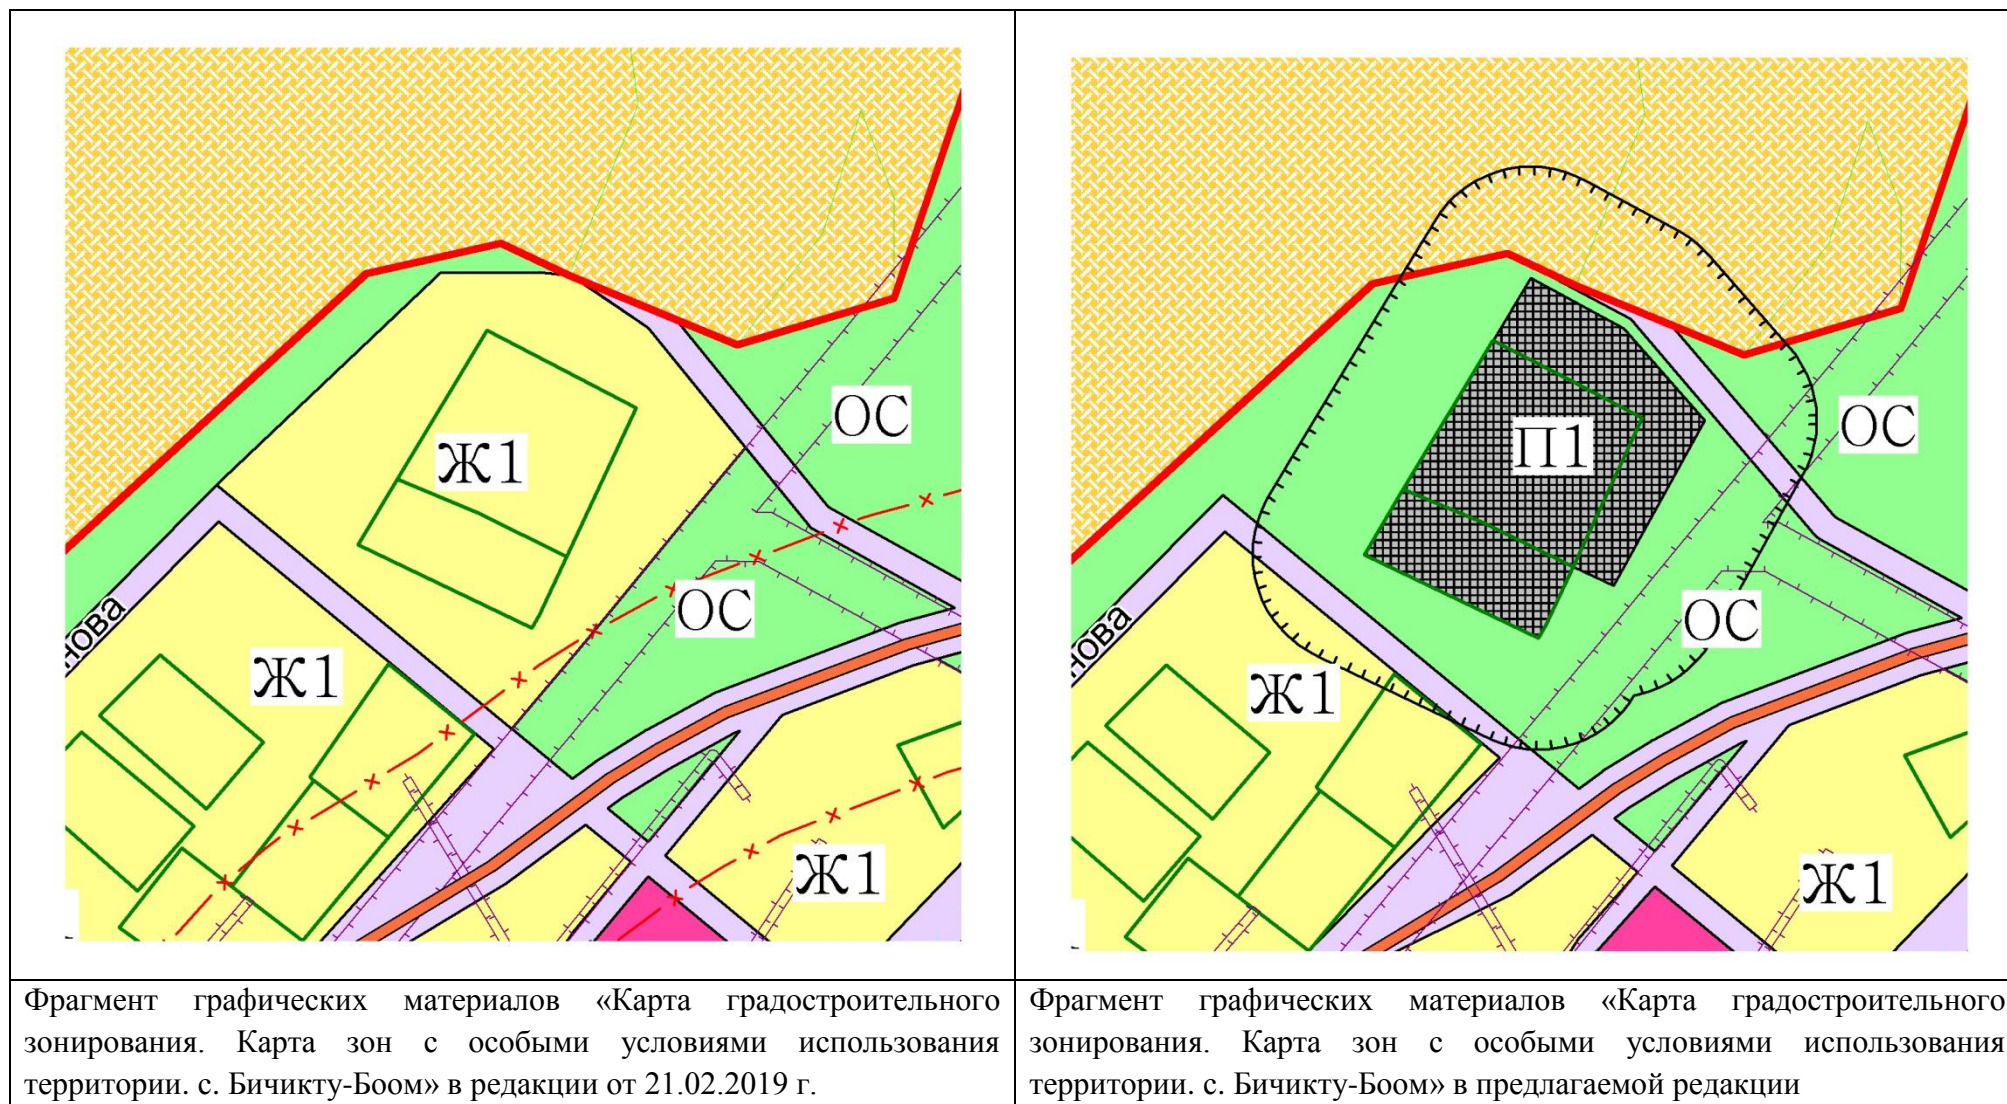 Ж1
ОС
ОС
нова
Ж1
Ж1
П1
ОС
ОС
нова
Ж1
Ж1
Фрагмент графических материалов «Карта градостроительного
зонирования. Карта зон с особыми условиями использования
территории. с. Бичикту-Боом» в редакции от 21.02.2019 г.
Фрагмент графических материалов «Карта градостроительного
зонирования. Карта зон с особыми условиями использования
территории. с. Бичикту-Боом» в предлагаемой редакции